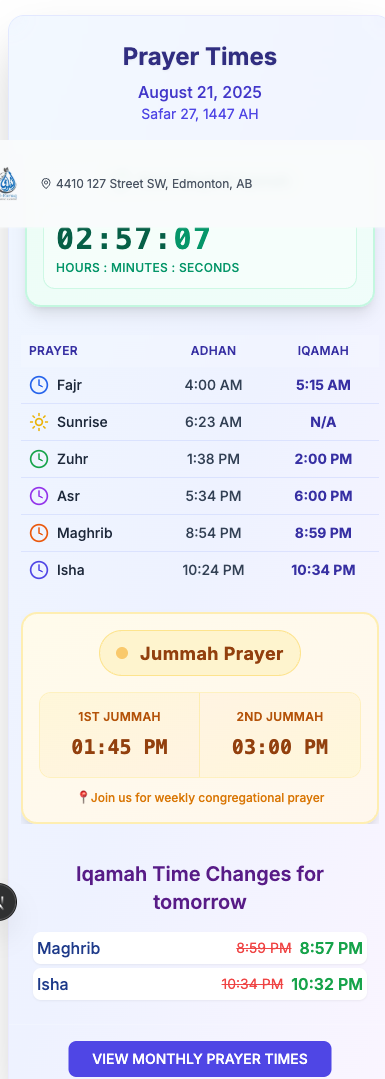 Prayer Times
August 21, 2025
Safar 27, 1447 AH
4410 127 Street SW, Edmonton, AB
02:57:07
HOURS : MINUTES : SECONDS
PRAYER ADHAN IQAMAH
Fajr 4:00 AM 5:15 AM
Sunrise 6:23 AM N/A
Zuhr 1:38 PM 2:00 PM
Asr 5:34 PM 6:00 PM
Maghrib 8:54 PM 8:59 PM
Isha 10:24 PM 10:34 PM
Jummah Prayer
1ST JUMMAH 2ND JUMMAH
01:45 PM 03:00 PM
📍Join us for weekly congregational prayer
Iqamah Time Changes for
tomorrow
Maghrib 8:59 PM 8:57 PM
Isha 10:34 PM 10:32 PM
VIEW MONTHLY PRAYER TIMES